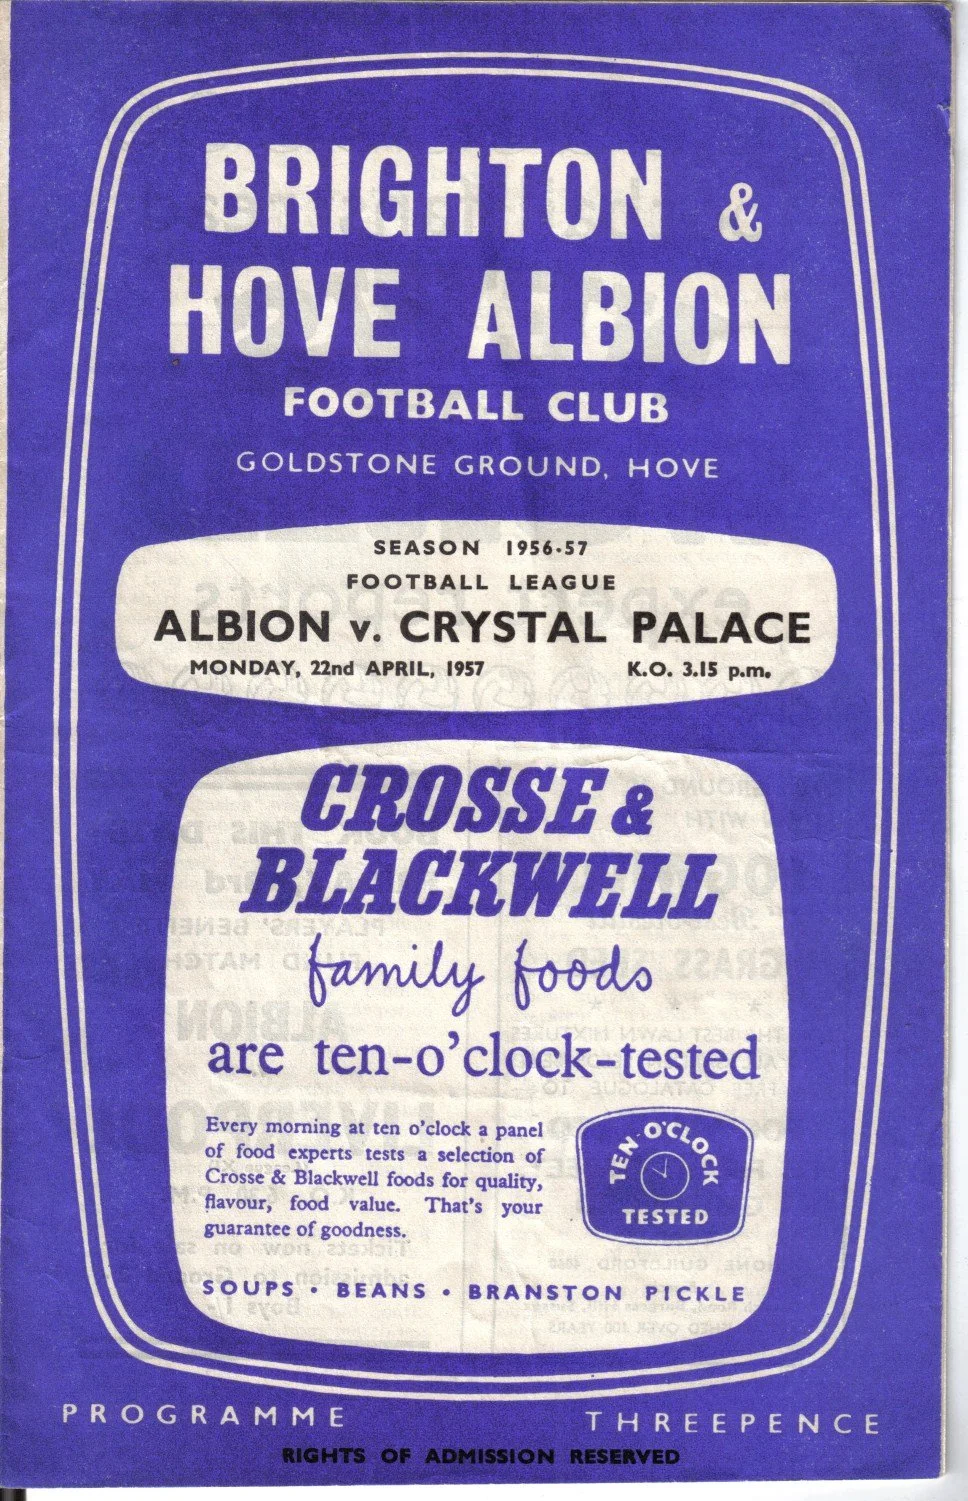 BRIGHTON &
HOVE ALBION
FOOTBALL CLUB
GOLDSTONE GROUND, HOVE
SEASON 1956-57
FOOTBALL LEAGUE
ALBION v. CRYSTAL PALACE
MONDAY, 22nd APRIL, 1957 K.O. 3.15 p.m.
CROSSE &
BLACKWELL
family foods
are ten-o'clock-tested
Every morning at ten o'clock a panel
of food experts tests a selection of
Crosse & Blackwell foods for quality,
flavour, food value. That's your
guarantee of goodness.
TEN-O'CLOCK
TESTED
SOUPS • BEANS • BRANSTON PICKLE
PROGRAMME THREEPENCE
RIGHTS OF ADMISSION RESERVED